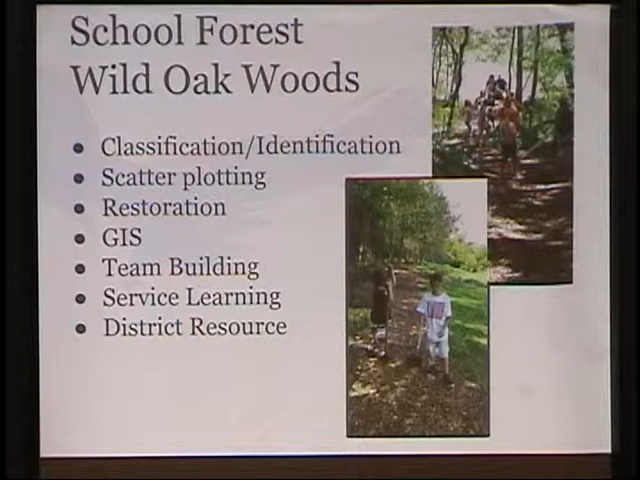 School Forest
Wild Oak Woods
• Classification/Identification
• Scatter plotting
• Restoration
• GIS
• Team Building
• Service Learning
• District Resource